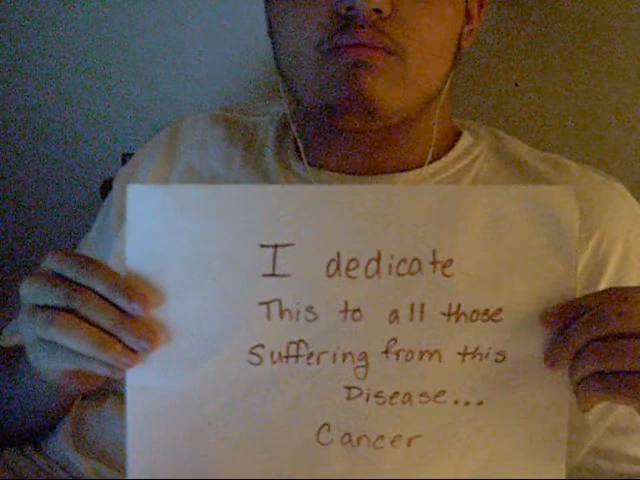 I dedicate
This to all those
Suffering from this
Disease...
Cancer